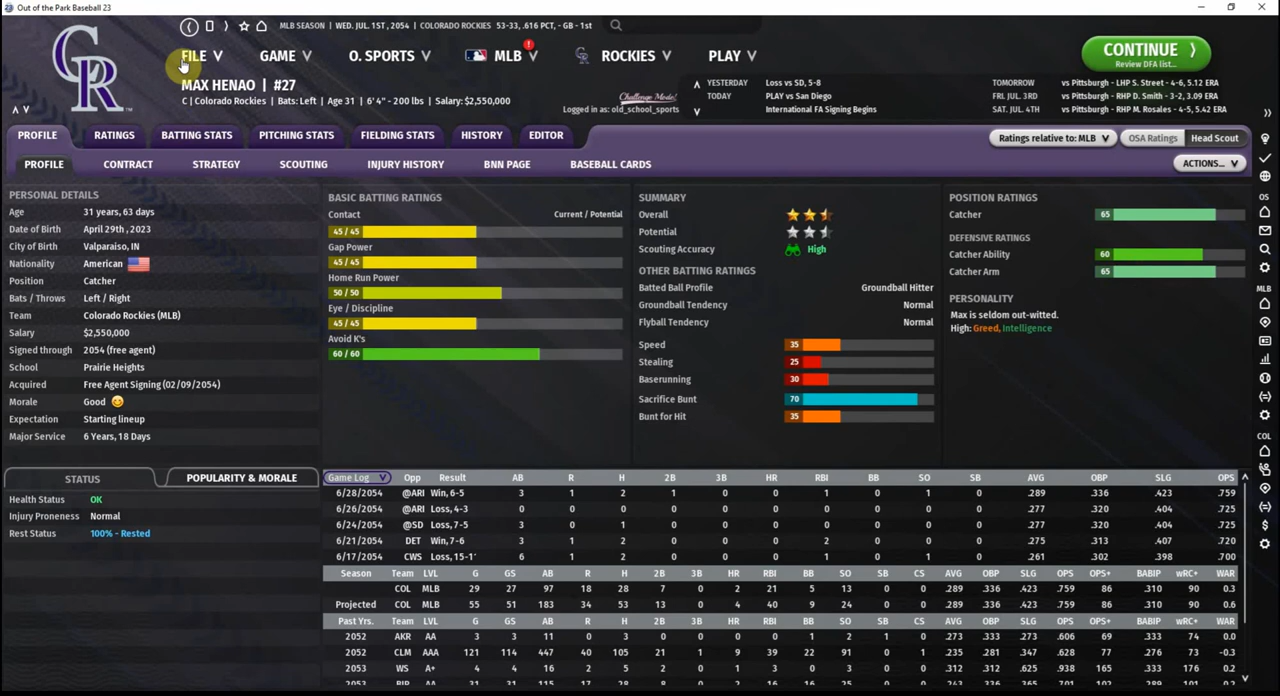 Out of the Park Baseball 23
MLB SEASON | WED. JUL. 1ST, 2054 | COLORADO ROCKIES 53-33, .616 PCT, - GB - 1st
FILE GAME O. SPORTS MLB ROCKIES PLAY
CONTINUE
Review DFA list...
MAX HENAO | #27
C | Colorado Rockies | Bats: Left | Age 31 | 6' 4" - 200 lbs | Salary: $2,550,000
Challenge Mode!
Logged in as: old_school_sports
YESTERDAY Loss vs SD, 5-8
TODAY PLAY vs San Diego
International FA Signing Begins
TOMORROW vs Pittsburgh - LHP S. Street - 4-6, 5.12 ERA
FRI. JUL. 3RD vs Pittsburgh - RHP D. Smith - 3-2, 3.09 ERA
SAT. JUL. 4TH vs Pittsburgh - RHP M. Rosales - 4-5, 5.42 ERA
PROFILE RATINGS BATTING STATS PITCHING STATS FIELDING STATS HISTORY EDITOR
Ratings relative to: MLB OSA Ratings Head Scout
PROFILE CONTRACT STRATEGY SCOUTING INJURY HISTORY BNN PAGE BASEBALL CARDS
ACTIONS...
PERSONAL DETAILS
Age 31 years, 63 days
Date of Birth April 29th, 2023
City of Birth Valparaiso, IN
Nationality American
Position Catcher
Bats / Throws Left / Right
Team Colorado Rockies (MLB)
Salary $2,550,000
Signed through 2054 (free agent)
School Prairie Heights
Acquired Free Agent Signing (02/09/2054)
Morale Good
Expectation Starting lineup
Major Service 6 Years, 18 Days
BASIC BATTING RATINGS
Contact Current / Potential
45 / 45
Gap Power
45 / 45
Home Run Power
50 / 50
Eye / Discipline
45 / 45
Avoid K's
60 / 60
SUMMARY
Overall
Potential
Scouting Accuracy High
OTHER BATTING RATINGS
Batted Ball Profile Groundball Hitter
Groundball Tendency Normal
Flyball Tendency Normal
Speed 35
Stealing 25
Baserunning 30
Sacrifice Bunt 70
Bunt for Hit 35
POSITION RATINGS
Catcher 65
DEFENSIVE RATINGS
Catcher Ability 60
Catcher Arm 65
PERSONALITY
Max is seldom out-witted.
High: Greed, Intelligence
STATUS POPULARITY & MORALE
Health Status OK
Injury Proneness Normal
Rest Status 100% - Rested
Game Log Opp Result AB R H 2B 3B HR RBI BB SO SB AVG OBP SLG OPS
6/28/2054 @ARI Win, 6-5 3 1 2 1 0 0 1 0 1 0 .289 .336 .423 .759
6/26/2054 @ARI Loss, 4-3 0 0 0 0 0 0 0 0 0 0 .277 .320 .404 .725
6/24/2054 @SD Loss, 7-5 3 0 1 0 0 0 0 0 0 0 .277 .320 .404 .725
6/21/2054 DET Win, 7-6 3 1 2 0 0 0 2 0 0 0 .275 .313 .407 .720
6/17/2054 CWS Loss, 15-1 6 1 2 0 0 0 1 0 1 0 .261 .302 .398 .700
Season Team LVL G GS AB R H 2B 3B HR RBI BB SO SB CS AVG OBP SLG OPS OPS+ BABIP wRC+ WAR
COL MLB 29 27 97 18 28 7 0 2 21 5 13 0 0 .289 .336 .423 .759 86 .310 90 0.3
Projected COL MLB 55 51 183 34 53 13 0 4 40 9 24 0 0 .289 .336 .423 .759 86 .310 90 0.6
Past Yrs. Team LVL G GS AB R H 2B 3B HR RBI BB SO SB CS AVG OBP SLG OPS OPS+ BABIP wRC+ WAR
2052 AKR AA 3 3 11 0 3 0 0 0 1 1 2 1 0 .273 .333 .273 .606 69 .333 74 0.0
2052 CLM AAA 121 114 447 40 105 21 1 9 39 22 91 0 1 .235 .281 .347 .628 77 .276 73 -0.3
2053 WS A+ 4 4 16 2 5 2 0 1 3 0 3 0 0 .312 .312 .625 .938 165 .333 176 0.2
OS
MLB
COL